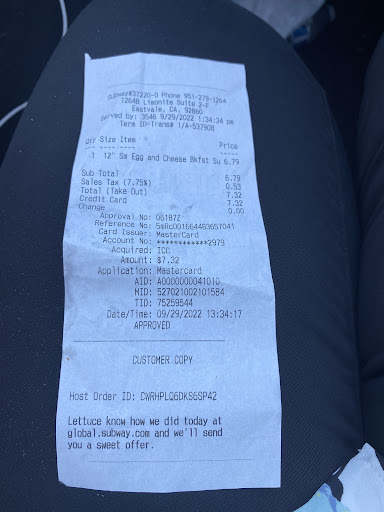 Subway#37220-0 Phone 951-279-1264
12648 Limonite Suite 2-F
Eastvale, CA, 92880
Served by: 3546 9/29/2022 1:34:34 pm
Term ID-Trans# 1/A-537908
Qty Size Item Price
1 12" Ss Egg and Cheese Bkfst Su 6.79
Sub Total 6.79
Sales Tax (7.75%) 0.53
Total (Take Out) 7.32
Credit Card 7.32
Change 0.00
Approval No: 06187Z
Reference No: 5mRc001664483657041
Card Issuer: MasterCard
Account No: ************2979
Acquired: ICC
Amount: $7.32
Application: Mastercard
AID: A0000000041010
MID: 527021002101584
TID: 75259544
Date/Time: 09/29/2022 13:34:17
APPROVED
CUSTOMER COPY
Host Order ID: CWRHPLQ6DKS6SP42
Lettuce know how we did today at
global.subway.com and we'll send
you a sweet offer.